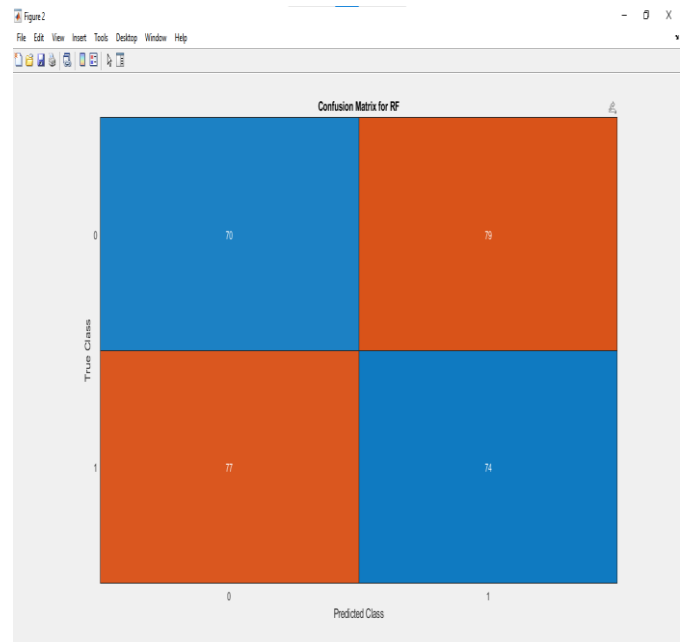 Figure 2
File Edit View Insert Tools Desktop Window Help
Confusion Matrix for RF
0 70 79
True Class
1 77 74
0 1
Predicted Class